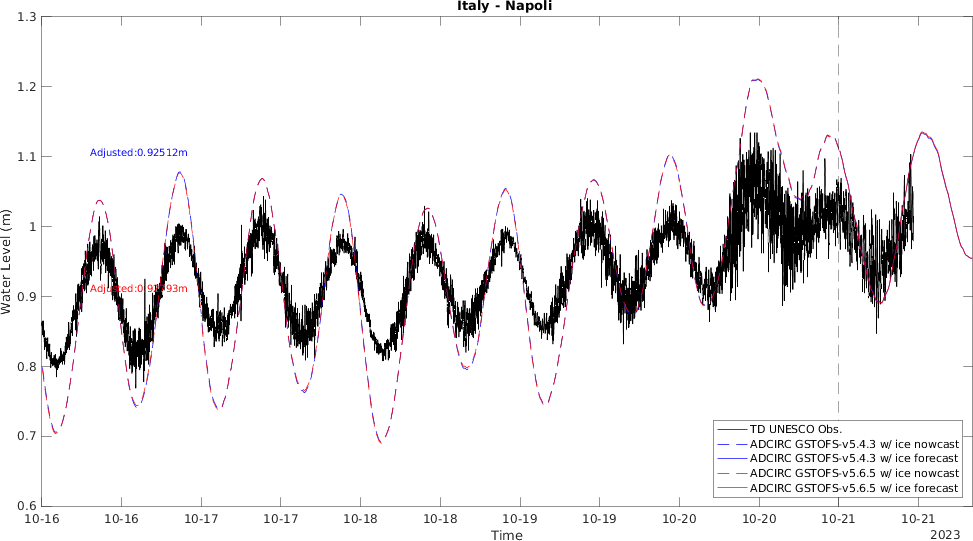 Italy - Napoli
1.3
1.2
1.1
1
0.9
0.8
0.7
0.6
Water Level (m)
Adjusted:0.92512m
10-16
10-16
10-17
10-17
10-18
10-18
10-19
10-19
10-20
10-20
10-21
10-21
2023
Time
TD UNESCO Obs.
ADCIRC GSTOFS-v5.4.3 w/ ice nowcast
ADCIRC GSTOFS-v5.4.3 w/ ice forecast
ADCIRC GSTOFS-v5.6.5 w/ ice nowcast
ADCIRC GSTOFS-v5.6.5 w/ ice forecast